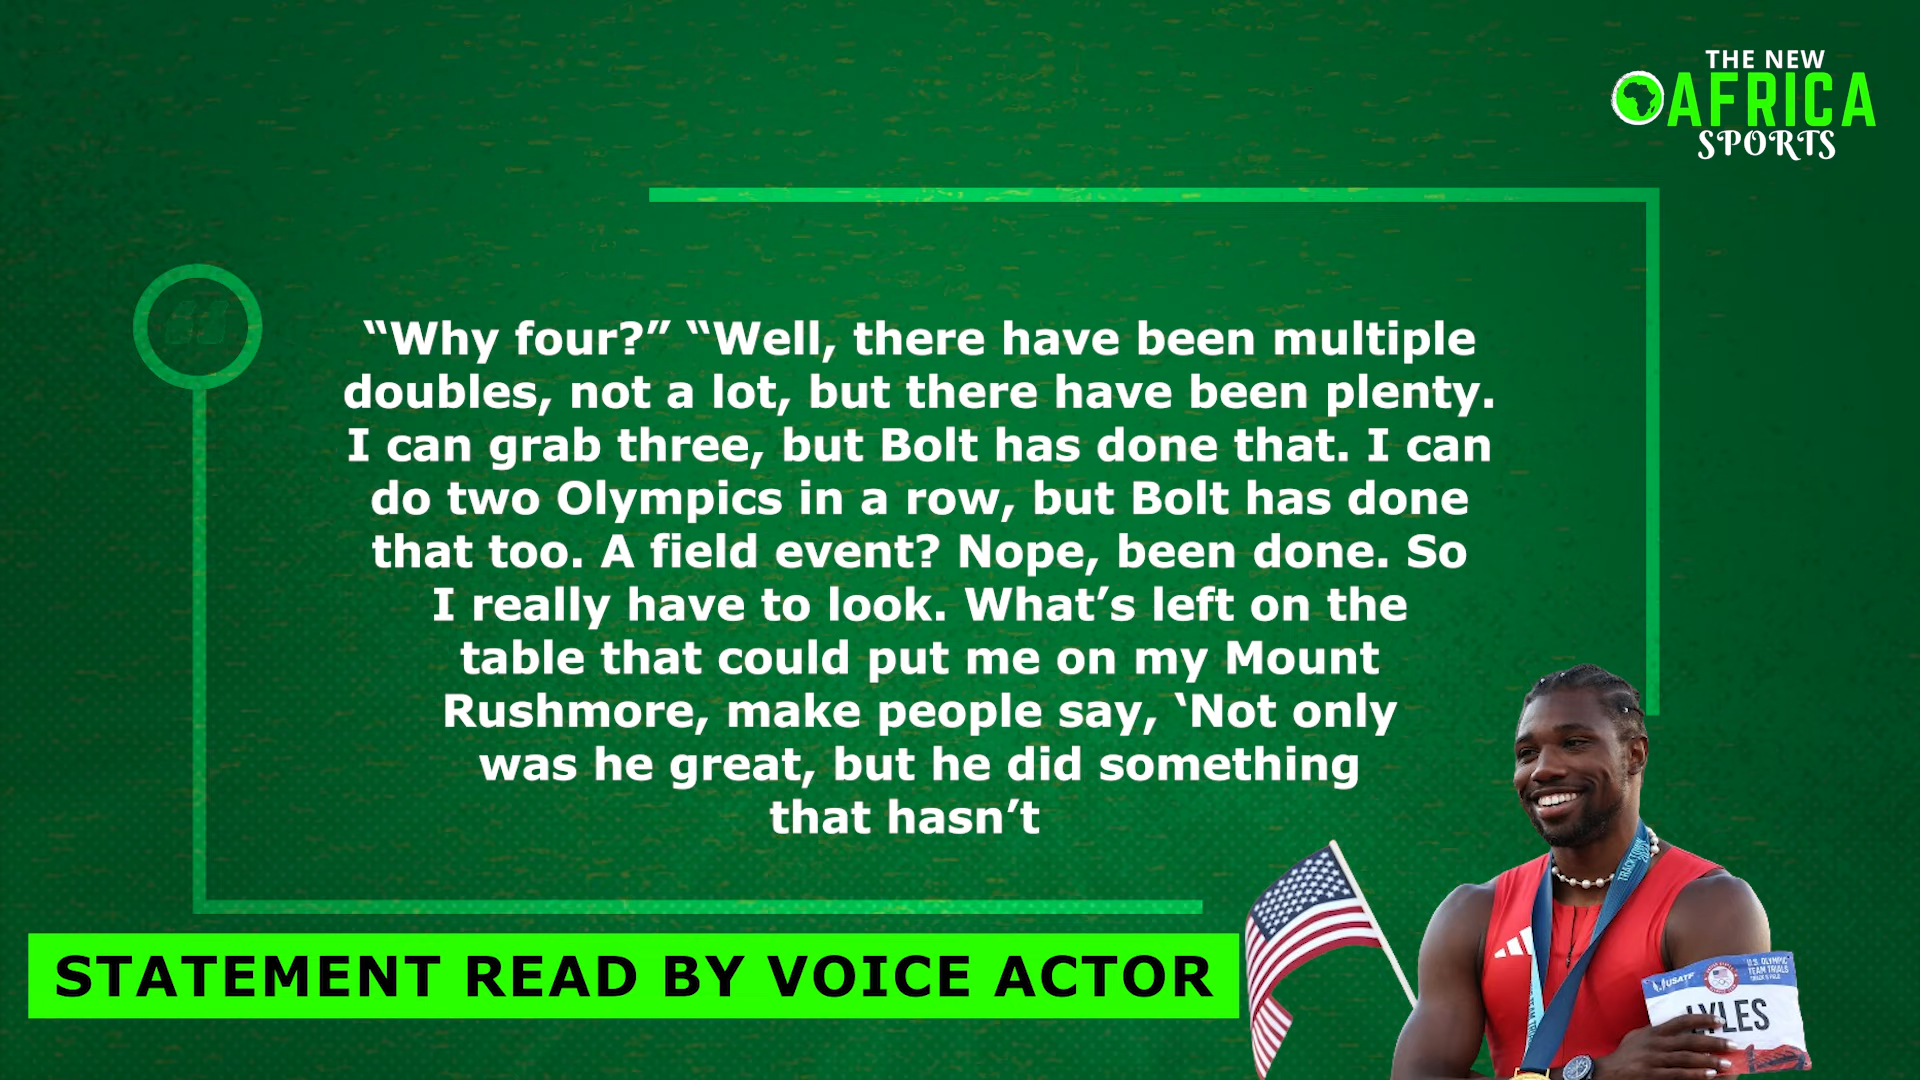 THE NEW
AFRICA
SPORTS
“Why four?” “Well, there have been multiple
doubles, not a lot, but there have been plenty.
I can grab three, but Bolt has done that. I can
do two Olympics in a row, but Bolt has done
that too. A field event? Nope, been done. So
I really have to look. What’s left on the
table that could put me on my Mount
Rushmore, make people say, ‘Not only
was he great, but he did something
that hasn’t
STATEMENT READ BY VOICE ACTOR
TRACKTOWN
USATF
U.S. OLYMPIC
TEAM TRIALS
TRACK & FIELD
LYLES